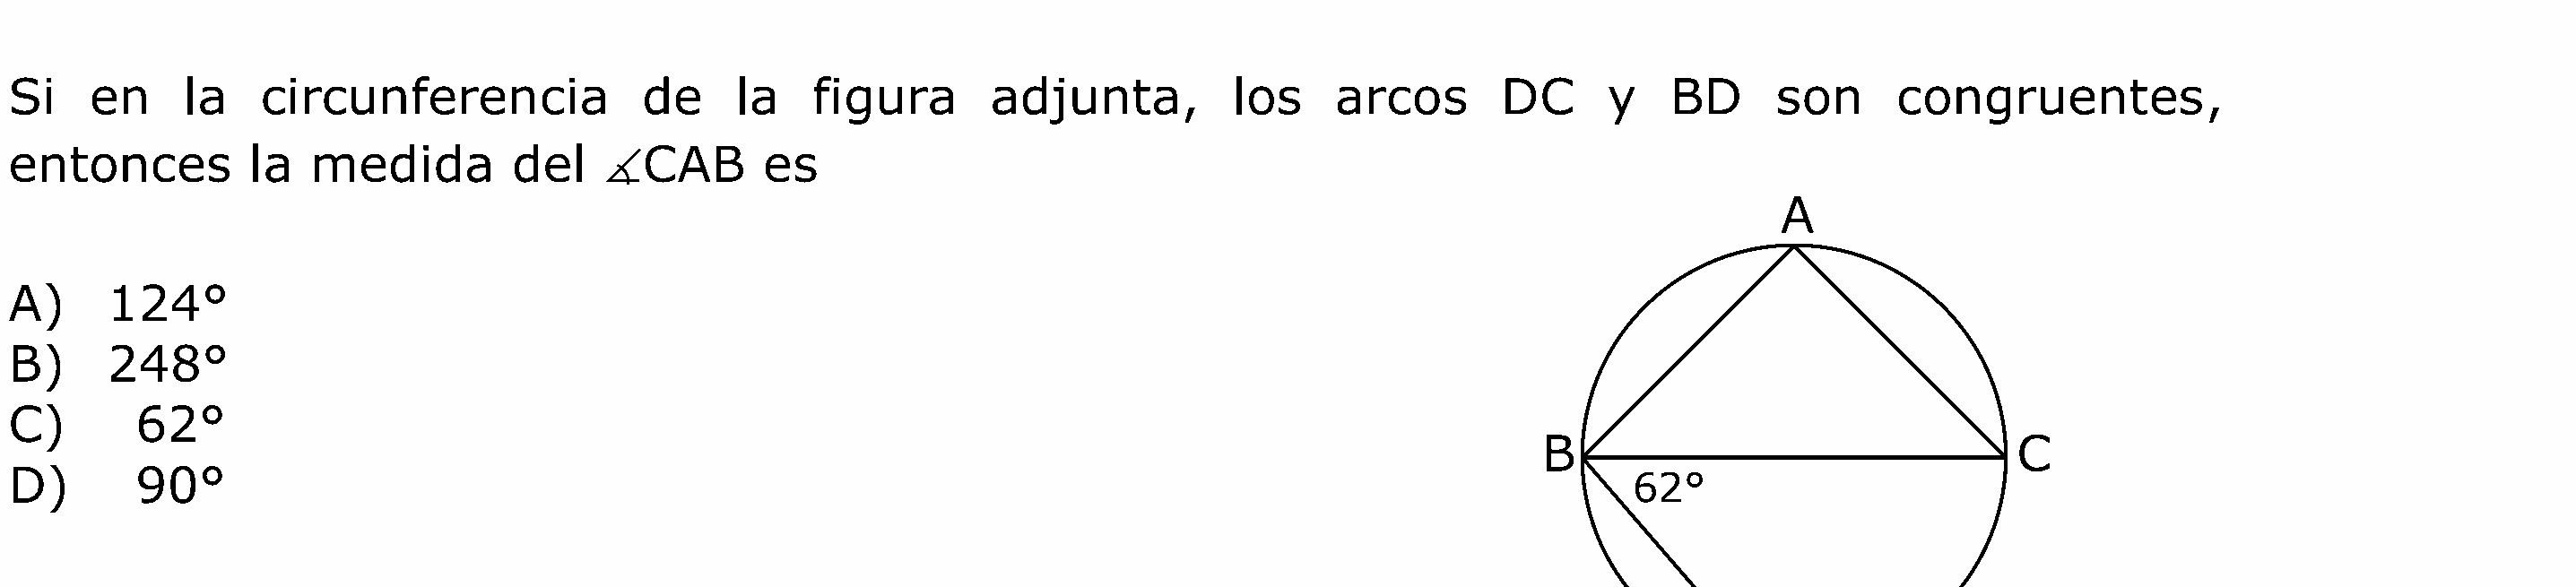 Si en la circunferencia de la figura adjunta, los arcos DC y BD son congruentes,
entonces la medida del ∡CAB es
A) 124°
B) 248°
C) 62°
D) 90°
A
B
C
62°